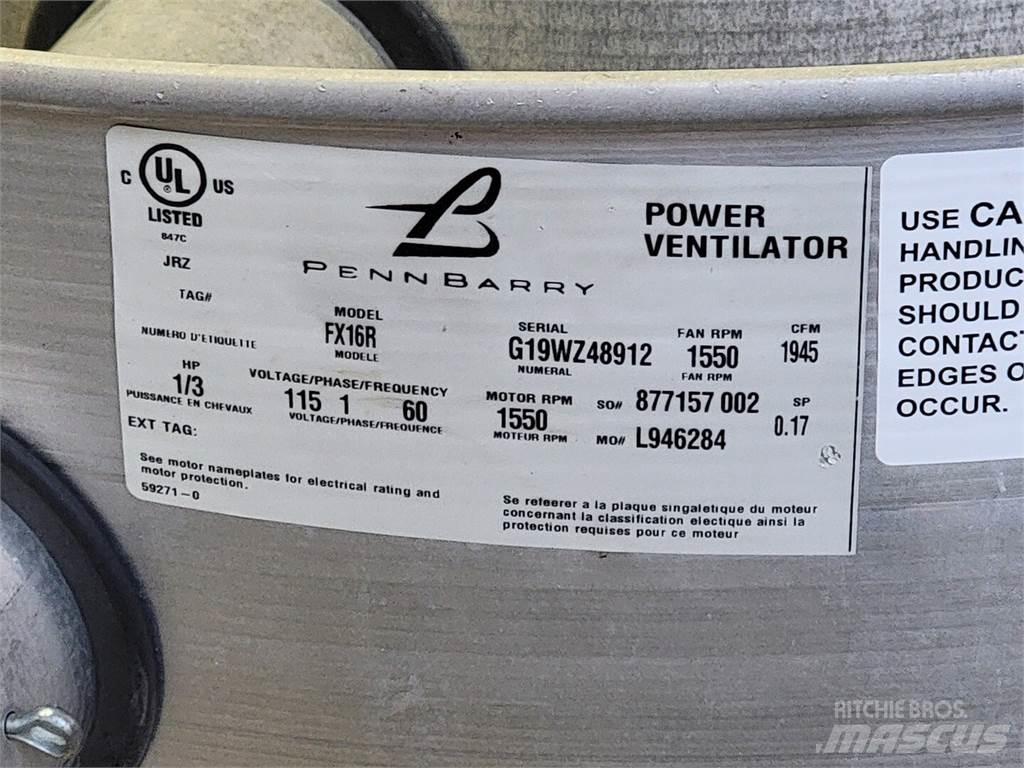 C UL ® US
LISTED
847C
JRZ
PENNBARRY
POWER
VENTILATOR
TAG#
NUMERO D'ETIQUETTE
MODEL
FX16R
MODELE
SERIAL
G19WZ48912
NUMERAL
FAN RPM
1550
FAN RPM
CFM
1945
HP
1/3
PUISSANCE EN CHEVAUX
VOLTAGE/PHASE/FREQUENCY
115 1 60
VOLTAGE/PHASE/FREQUENCE
MOTOR RPM
1550
MOTEUR RPM
SO# 877157 002
MO# L946284
SP
0.17
EXT TAG:
See motor nameplates for electrical rating and
motor protection.
59271-0
Se refeerer a la plaque singaletique du moteur
concernant la classification electique ainsi la
protection requises pour ce moteur
USE CA
HANDLIN
PRODUC
SHOULD
CONTACT
EDGES O
OCCUR.
RITCHIE BROS.
MASCUS